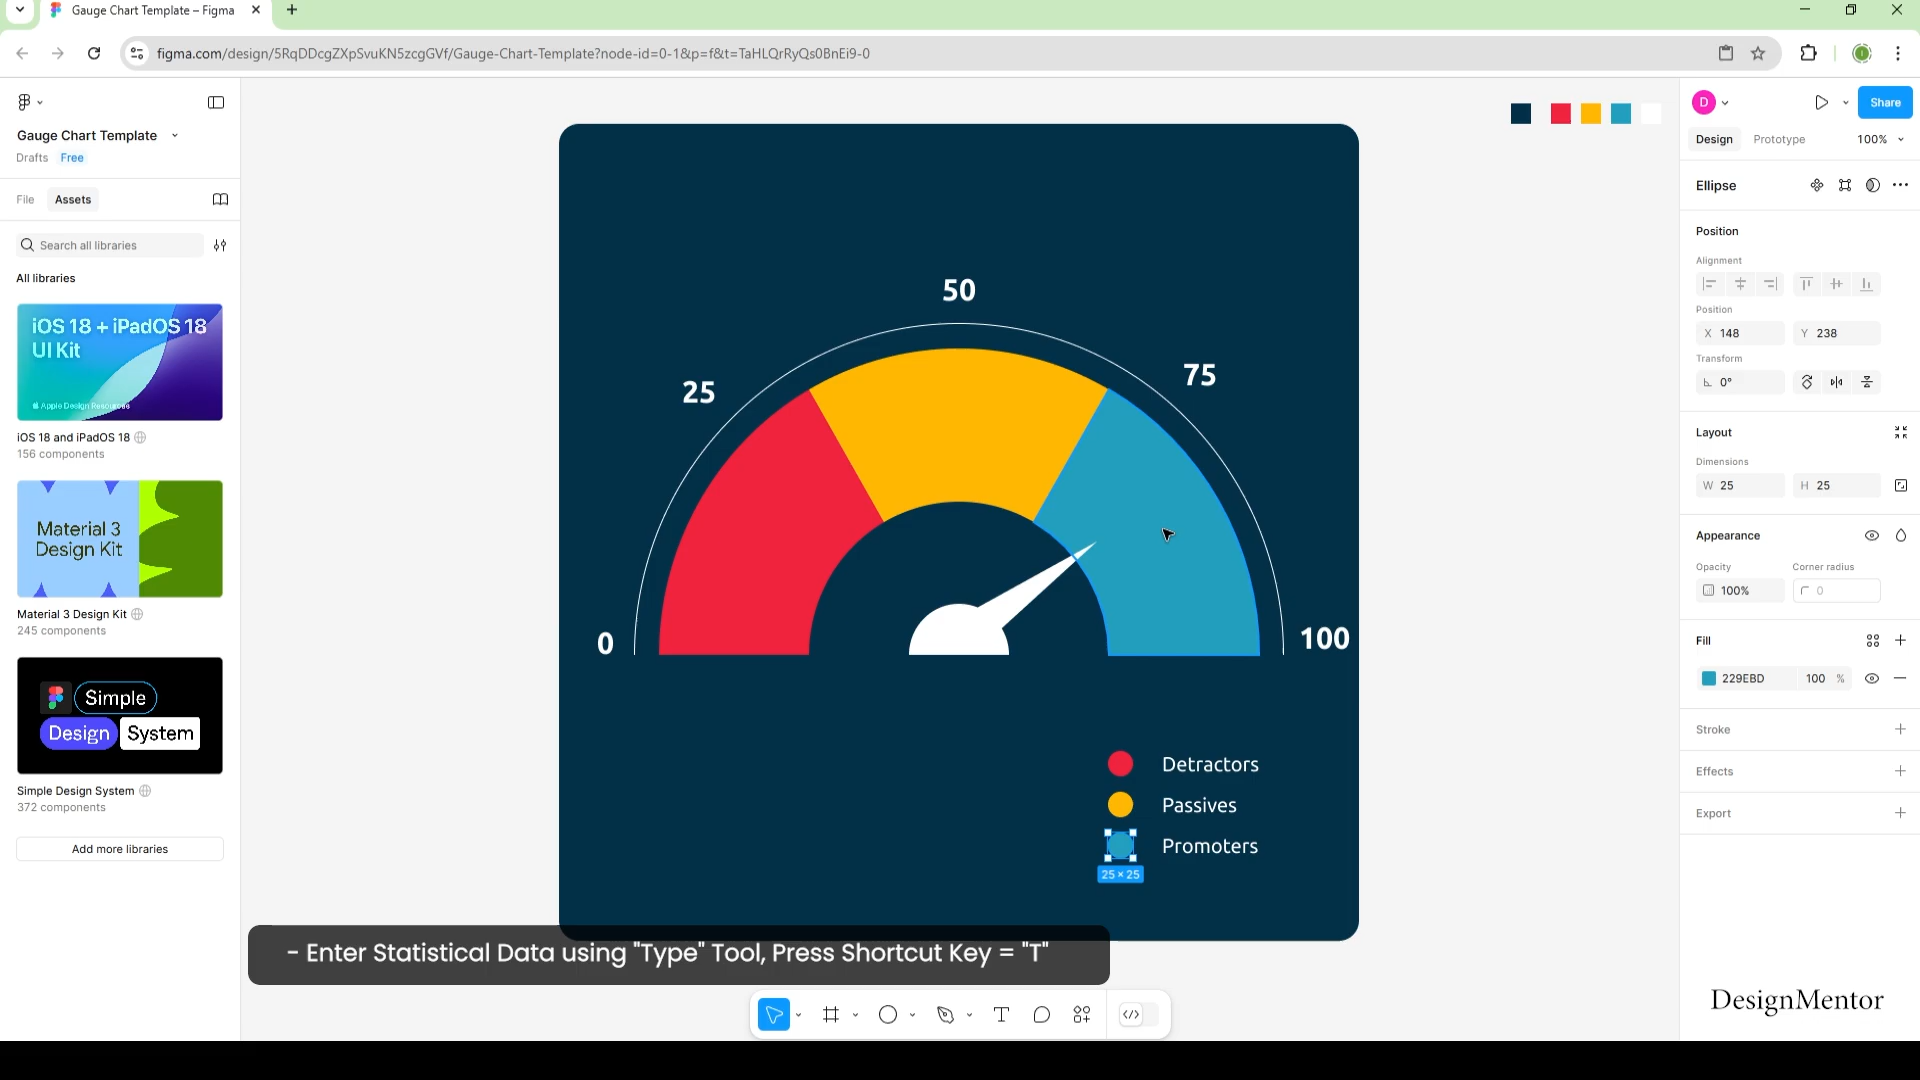 Gauge Chart Template – Figma
figma.com/design/5RqDDcgZXpSvuKN5zcgGVf/Gauge-Chart-Template?node-id=0-1&p=f&t=TaHLQrRyQs0BnEi9-0
Gauge Chart Template
Drafts Free
File Assets
Search all libraries
All libraries
iOS 18 + iPadOS 18
UI Kit
Apple Design Resources
iOS 18 and iPadOS 18
156 components
Material 3
Design Kit
Material 3 Design Kit
245 components
Simple
Design System
Simple Design System
372 components
Add more libraries
50
25
75
0
100
Detractors
Passives
Promoters
25 × 25
- Enter Statistical Data using "Type" Tool, Press Shortcut Key = "T"
D
Share
Design Prototype 100%
Ellipse
Position
Alignment
Position
X 148 Y 238
Transform
0°
Layout
Dimensions
W 25 H 25
Appearance
Opacity Corner radius
100% 0
Fill
229EBD 100 %
Stroke
Effects
Export
DesignMentor